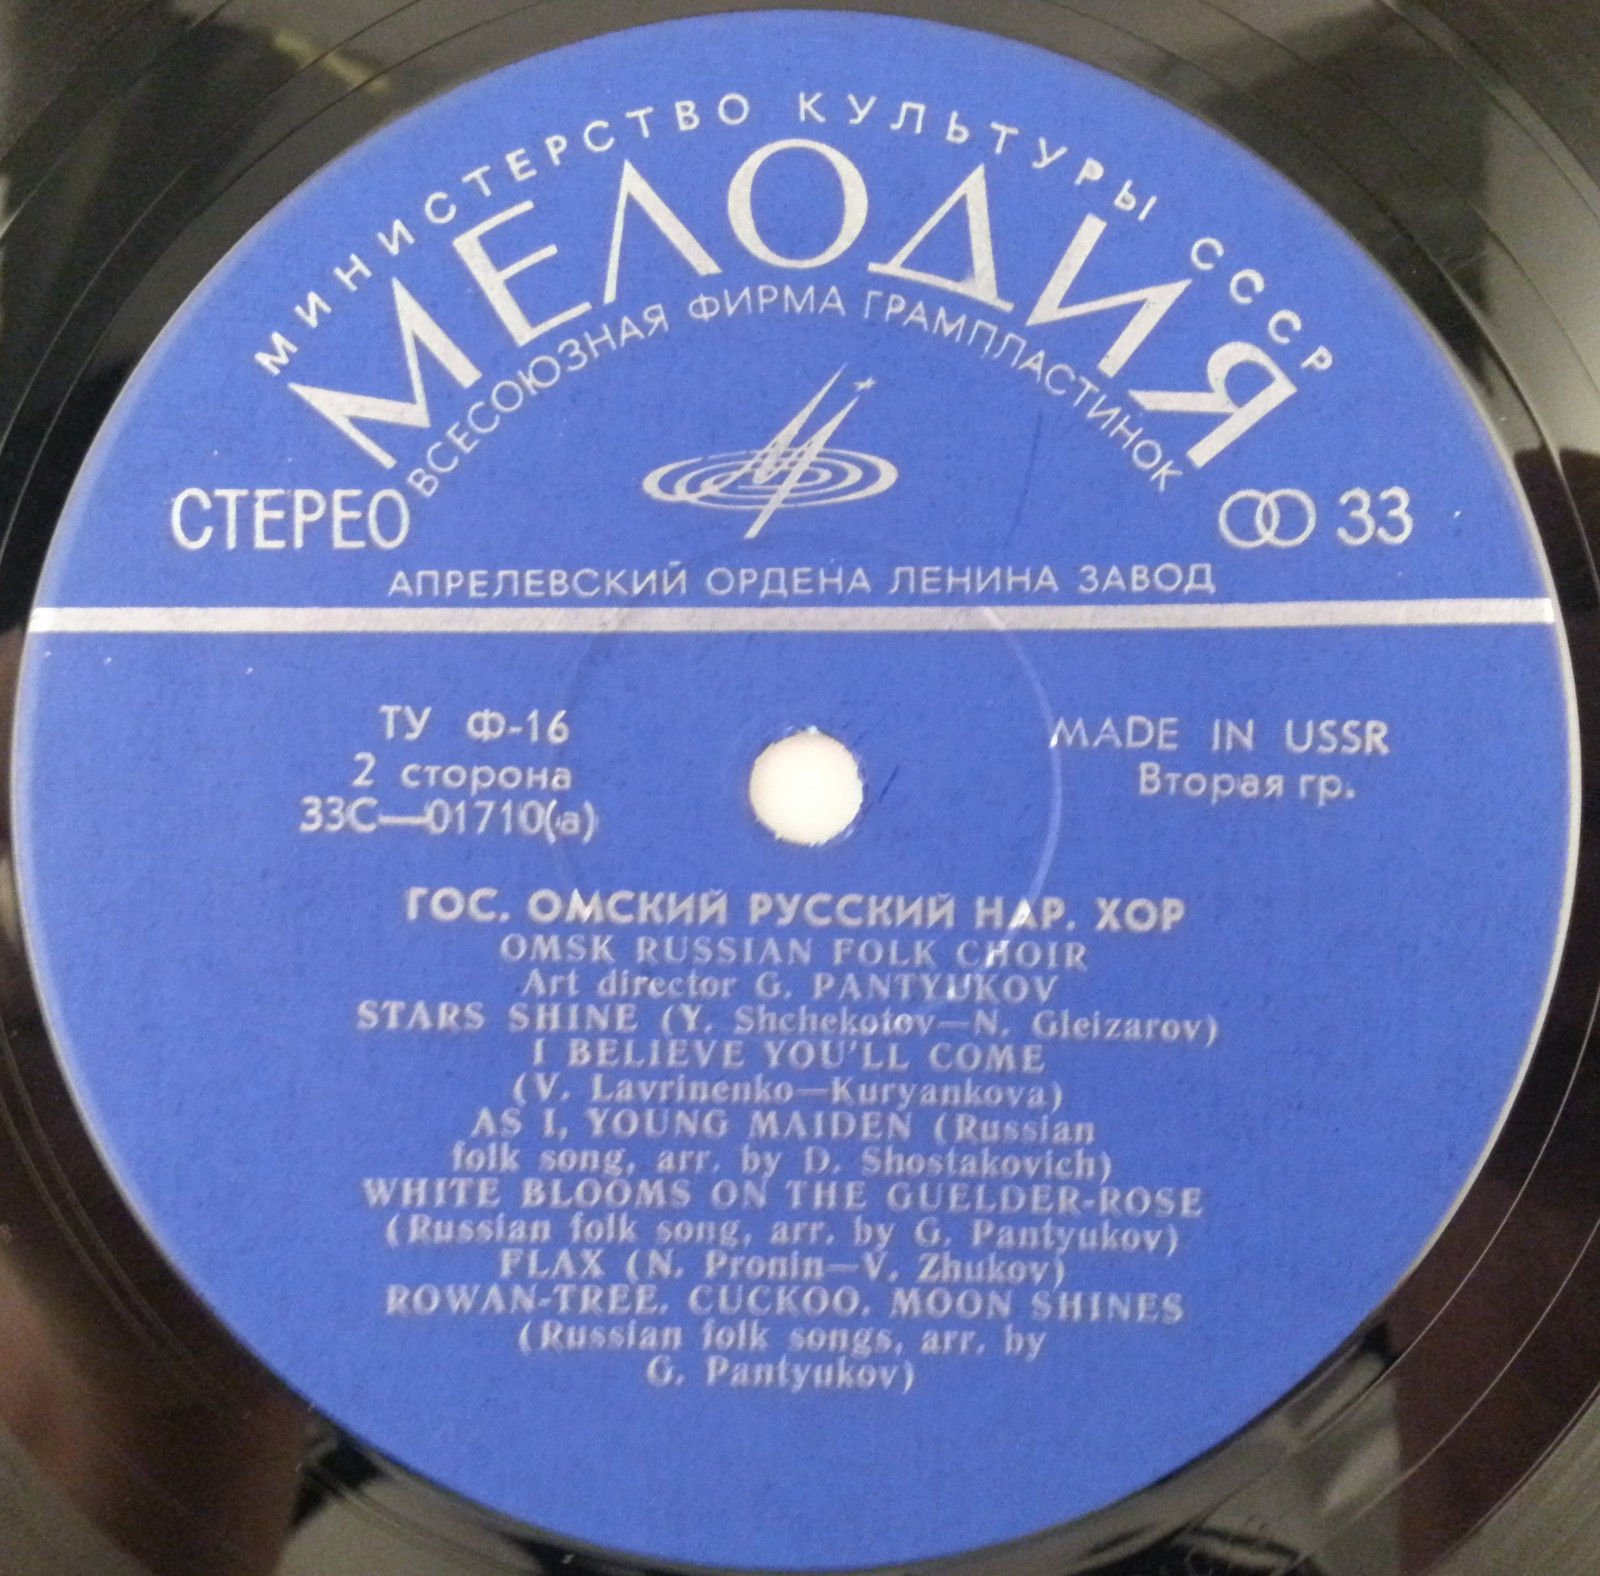 МИНИСТЕРСТВО КУЛЬТУРЫ СССР
МЕЛОДИЯ
ВСЕСОЮЗНАЯ ФИРМА ГРАМПЛАСТИНОК
СТЕРЕО
33
АПРЕЛЕВСКИЙ ОРДЕНА ЛЕНИНА ЗАВОД
ТУ Ф-16
2 сторона
33С—01710(а)
MADE IN USSR
Вторая гр.
ГОС. ОМСКИЙ РУССКИЙ НАР. ХОР
OMSK RUSSIAN FOLK CHOIR
Art director G. PANTYUKOV
STARS SHINE (Y. Shchekotov—N. Gleizarov)
I BELIEVE YOU'LL COME
(V. Lavrinenko—Kuryankova)
AS I, YOUNG MAIDEN (Russian
folk song, arr. by D. Shostakovich)
WHITE BLOOMS ON THE GUELDER-ROSE
(Russian folk song, arr. by G. Pantyukov)
FLAX (N. Pronin—V. Zhukov)
ROWAN-TREE. CUCKOO. MOON SHINES
(Russian folk songs, arr. by
G. Pantyukov)